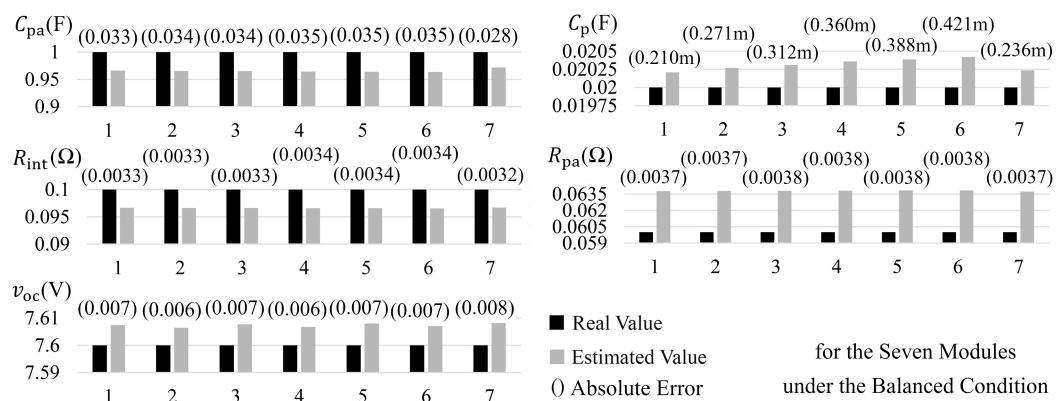 C_pa(F)
(0.033) (0.034) (0.034) (0.035) (0.035) (0.035) (0.028)
1
0.95
0.9
1 2 3 4 5 6 7
R_int(Ω)
(0.0033) (0.0033) (0.0033) (0.0034) (0.0034) (0.0034) (0.0032)
0.1
0.095
0.09
1 2 3 4 5 6 7
v_oc(V)
(0.007) (0.006) (0.007) (0.006) (0.007) (0.007) (0.008)
7.61
7.6
7.59
1 2 3 4 5 6 7
C_p(F)
(0.210m) (0.271m) (0.312m) (0.360m) (0.388m) (0.421m) (0.236m)
0.0205
0.02025
0.02
0.01975
1 2 3 4 5 6 7
R_pa(Ω)
(0.0037) (0.0037) (0.0038) (0.0038) (0.0038) (0.0038) (0.0037)
0.0635
0.062
0.0605
0.059
1 2 3 4 5 6 7
Real Value
Estimated Value
() Absolute Error
for the Seven Modules
under the Balanced Condition